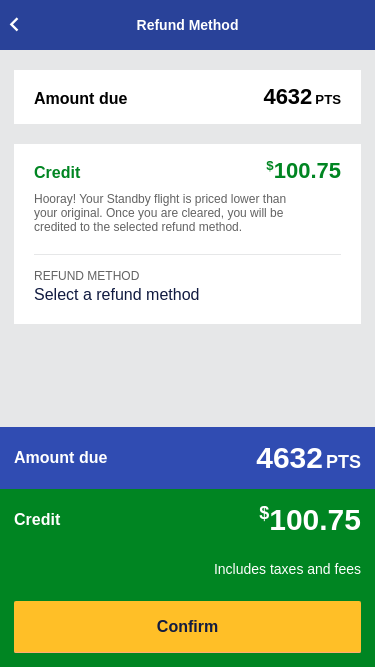 Refund Method
Amount due 4632 PTS
Credit $100.75
Hooray! Your Standby flight is priced lower than
your original. Once you are cleared, you will be
credited to the selected refund method.
REFUND METHOD
Select a refund method
Amount due 4632 PTS
Credit $100.75
Includes taxes and fees
Confirm